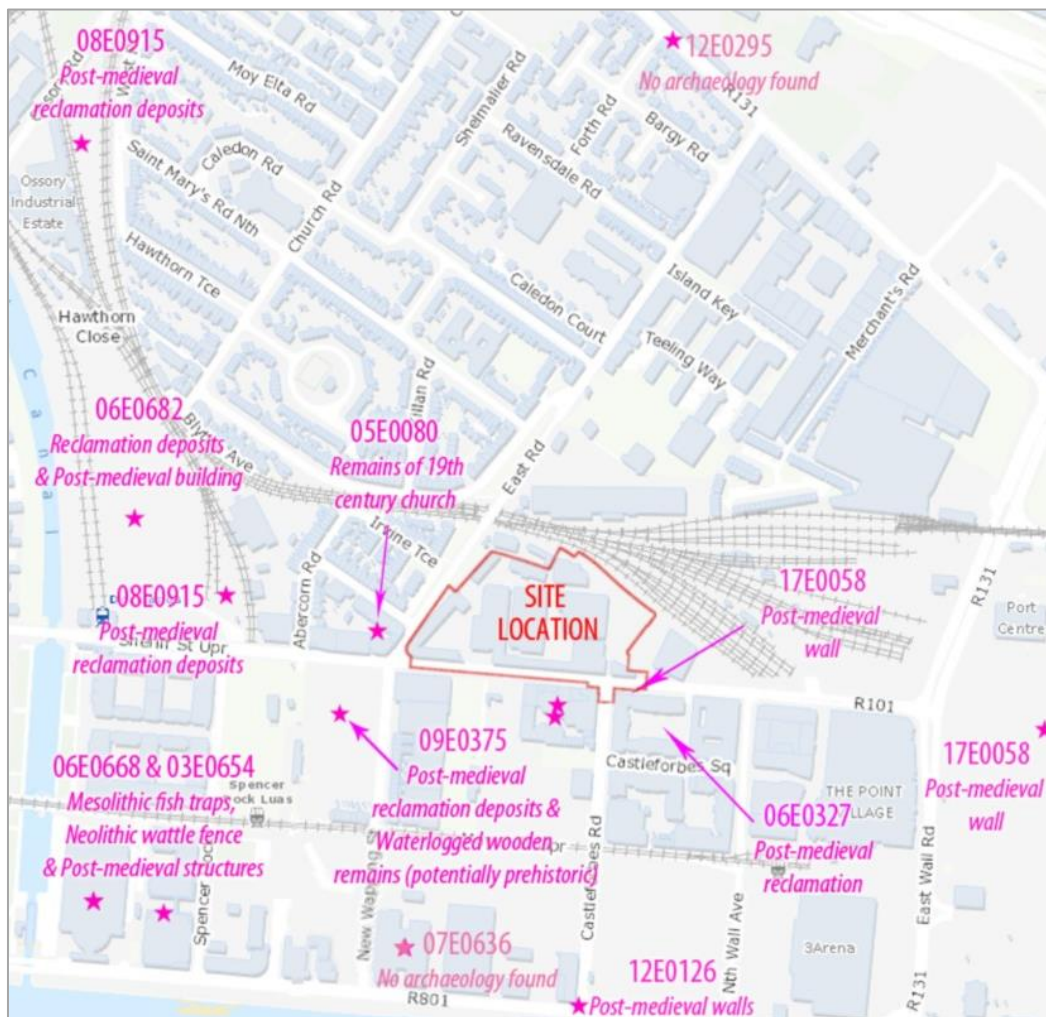 08E0915
Post-medieval
reclamation deposits
12E0295
No archaeology found
R131
Moy Elta Rd
Shelmalier Rd
Forth Rd
Bargy Rd
Ravensdale Rd
Caledon Rd
Saint Mary's Rd Nth
Church Rd
Ossory
Industrial
Estate
Hawthorn Tce
Hawthorn
Close
Canal
Caledon Court
Island Key
Teeling Way
Merchant's Rd
06E0682
Reclamation deposits
& Post-medieval building
05E0080
Remains of 19th
century church
East Rd
Irvine Tce
Abercorn Rd
SITE
LOCATION
17E0058
Post-medieval
wall
R131
Port
Centre
08E0915
Post-medieval
reclamation deposits
R101
09E0375
Post-medieval
reclamation deposits &
Waterlogged wooden
remains (potentially prehistoric)
Castleforbes Sq
THE POINT
VILLAGE
17E0058
Post-medieval
wall
06E0668 & 03E0654
Mesolithic fish traps,
Neolithic wattle fence
& Post-medieval structures
Spencer
06E0327
Post-medieval
reclamation
Castleforbes Rd
East Wall Rd
Nth Wall Ave
3Arena
07E0636
No archaeology found
12E0126
Post-medieval walls
R801
R131